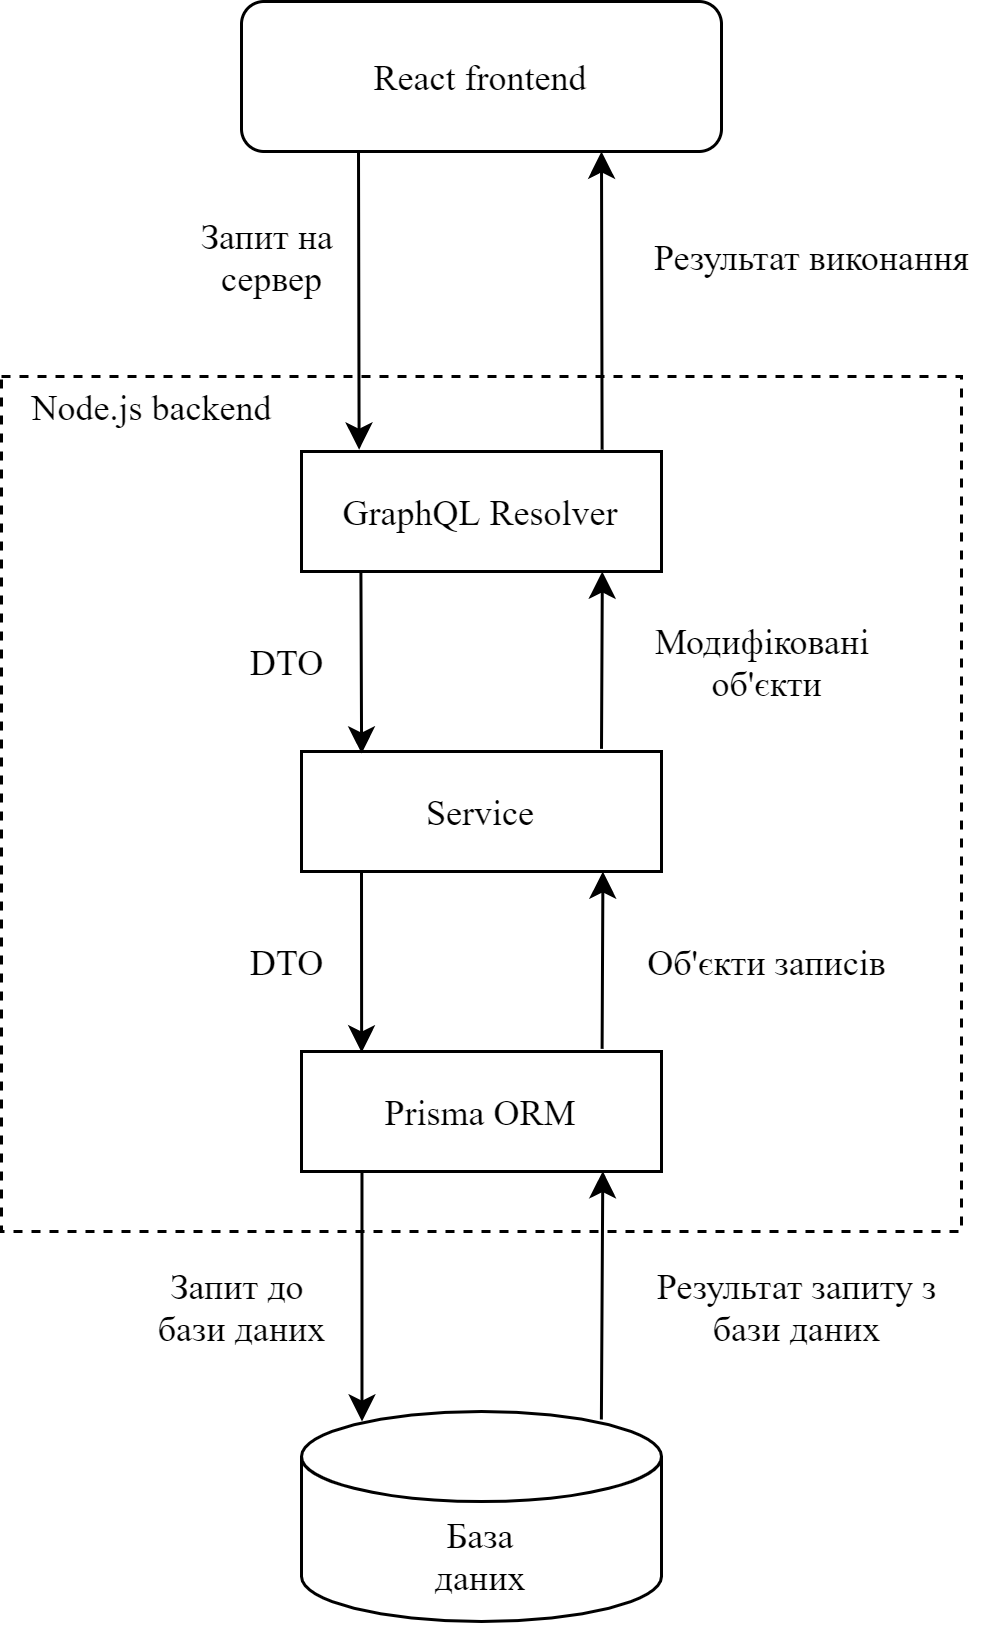 React frontend
Запит на
сервер
Результат виконання
Node.js backend
GraphQL Resolver
DTO
Модифіковані
об'єкти
Service
DTO
Об'єкти записів
Prisma ORM
Запит до
бази даних
Результат запиту з
бази даних
База
даних